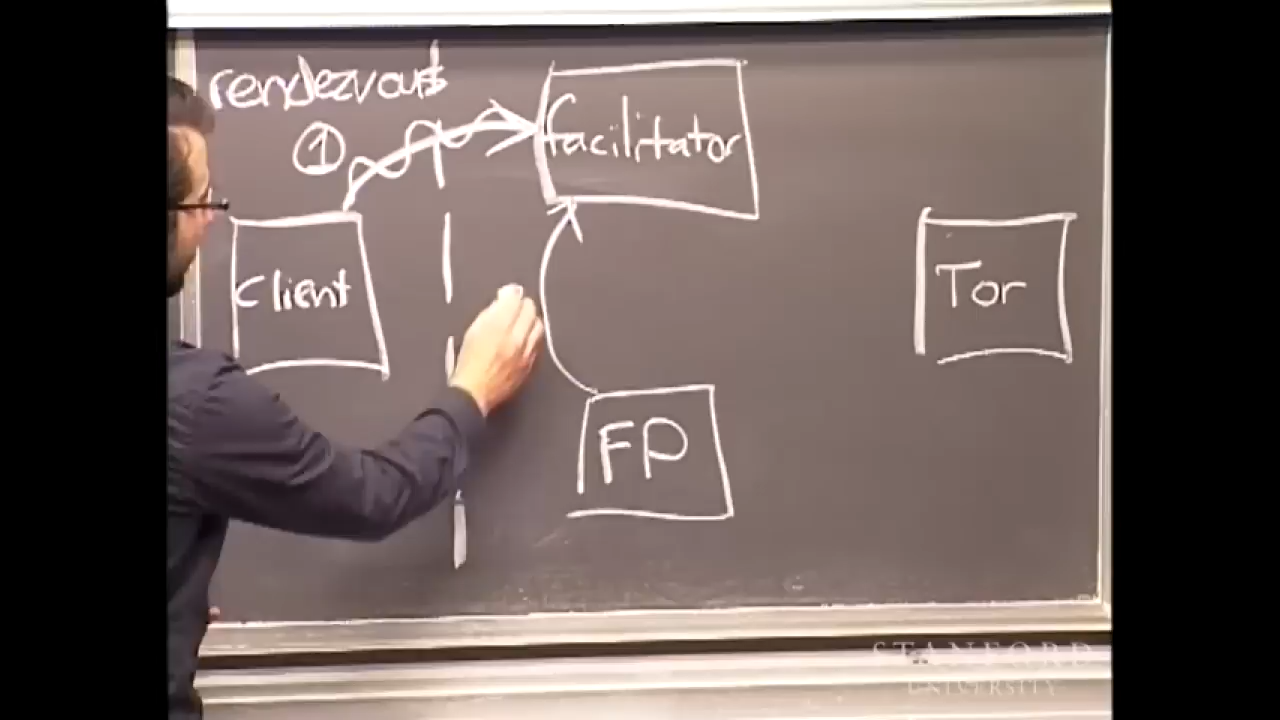 rendezvous
①
facilitator
Client
Tor
FP
STANFORD
UNIVERSITY